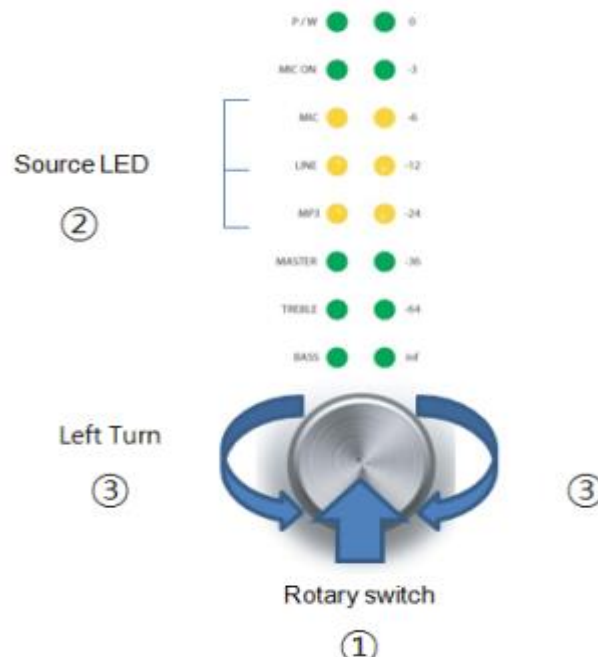 P / W 0
MIC ON -3
MIC -6
LINE -12
MP3 -24
MASTER -36
TREBLE -64
BASS inf
Source LED
②
Left Turn
③ ③
Rotary switch
①